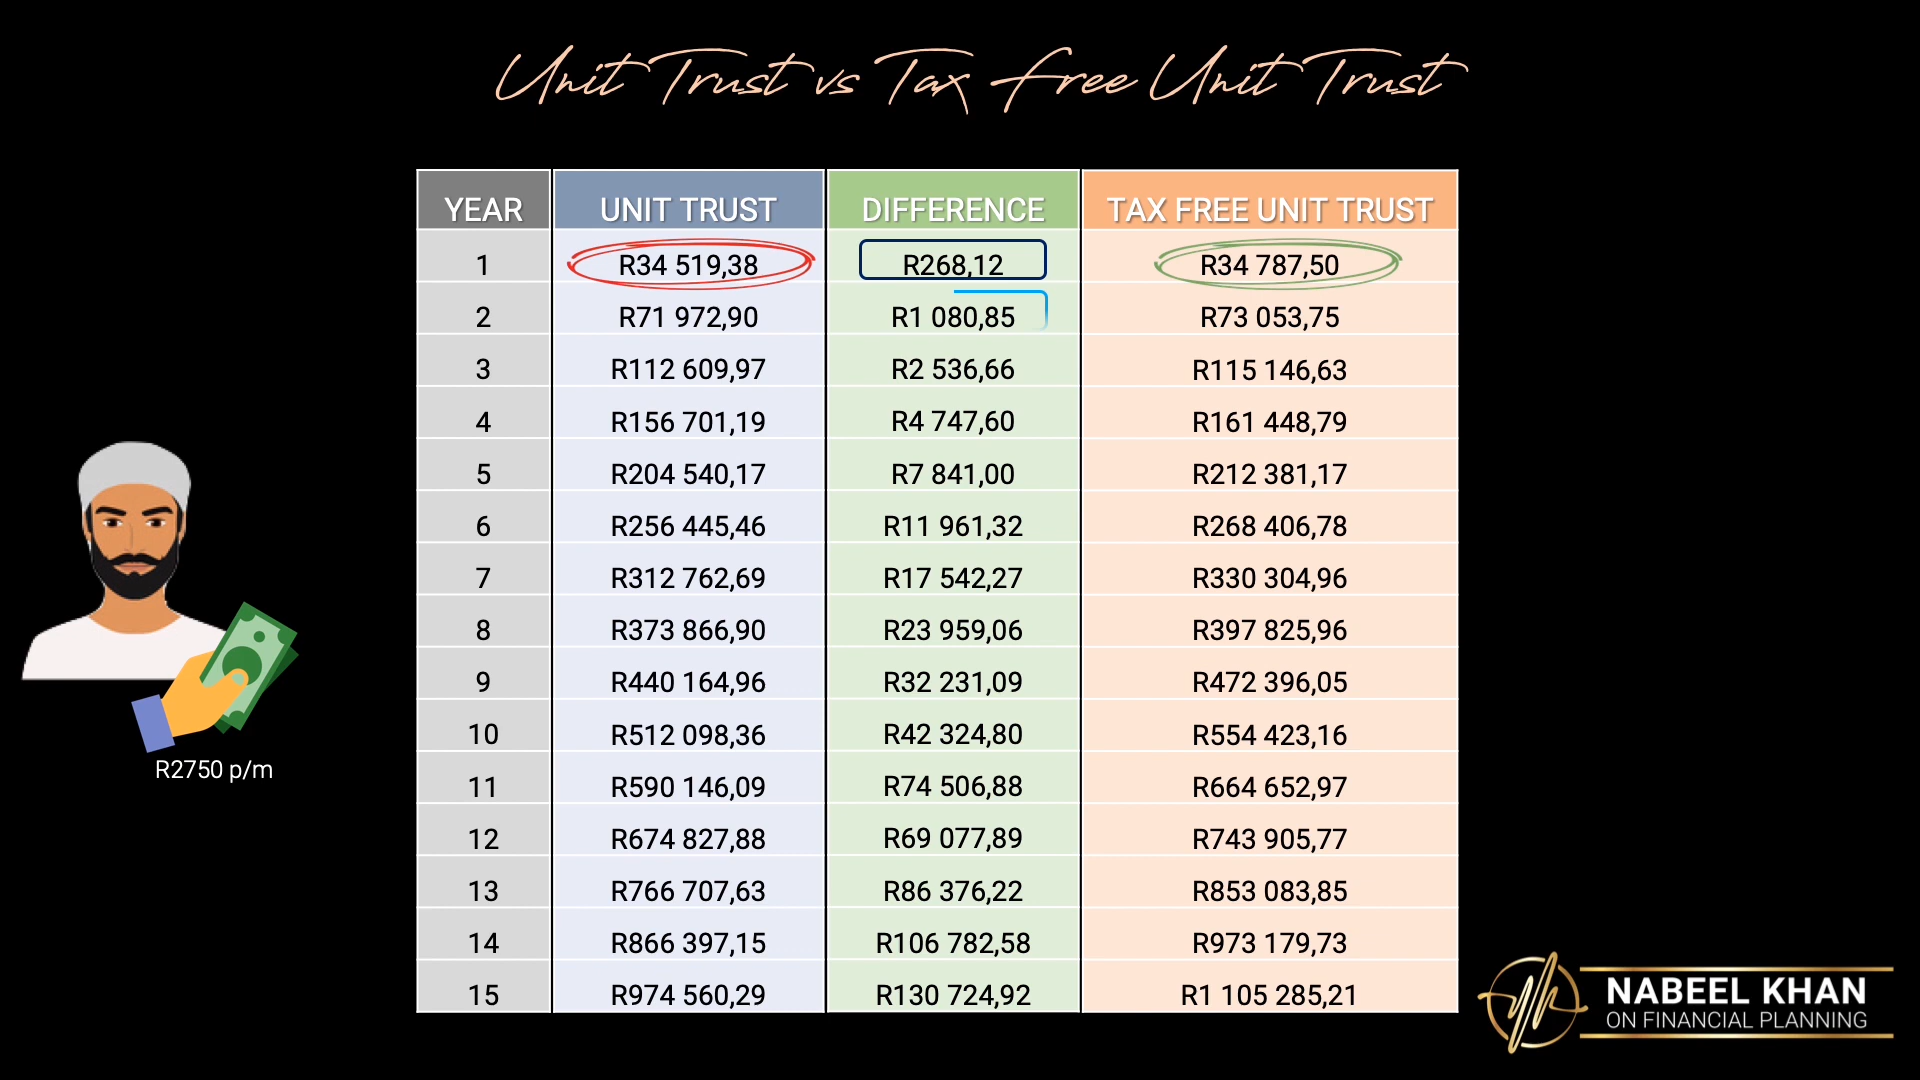 Unit Trust vs Tax Free Unit Trust
YEAR UNIT TRUST DIFFERENCE TAX FREE UNIT TRUST
1 R34 519,38 R268,12 R34 787,50
2 R71 972,90 R1 080,85 R73 053,75
3 R112 609,97 R2 536,66 R115 146,63
4 R156 701,19 R4 747,60 R161 448,79
5 R204 540,17 R7 841,00 R212 381,17
6 R256 445,46 R11 961,32 R268 406,78
7 R312 762,69 R17 542,27 R330 304,96
8 R373 866,90 R23 959,06 R397 825,96
9 R440 164,96 R32 231,09 R472 396,05
10 R512 098,36 R42 324,80 R554 423,16
11 R590 146,09 R74 506,88 R664 652,97
12 R674 827,88 R69 077,89 R743 905,77
13 R766 707,63 R86 376,22 R853 083,85
14 R866 397,15 R106 782,58 R973 179,73
15 R974 560,29 R130 724,92 R1 105 285,21
R2750 p/m
NABEEL KHAN
ON FINANCIAL PLANNING